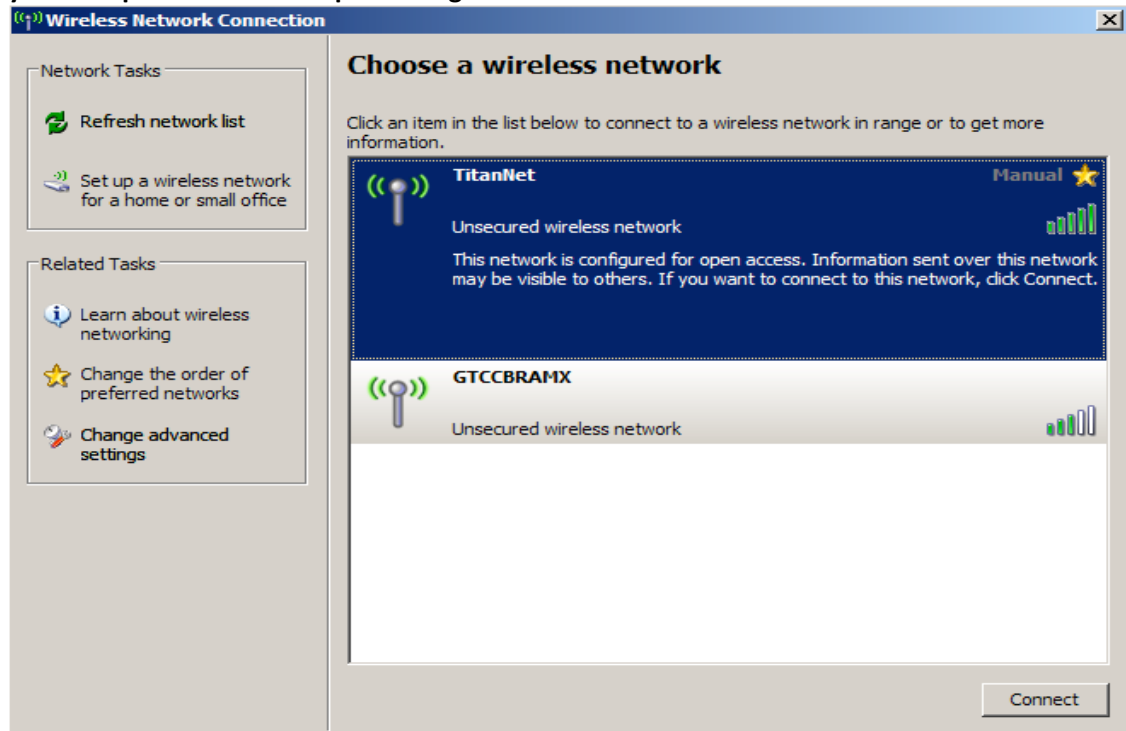 Wireless Network Connection
Network Tasks
Refresh network list
Set up a wireless network
for a home or small office
Related Tasks
Learn about wireless
networking
Change the order of
preferred networks
Change advanced
settings
Choose a wireless network
Click an item in the list below to connect to a wireless network in range or to get more
information.
TitanNet
Manual
Unsecured wireless network
This network is configured for open access. Information sent over this network
may be visible to others. If you want to connect to this network, click Connect.
GTCCBRAMX
Unsecured wireless network
Connect